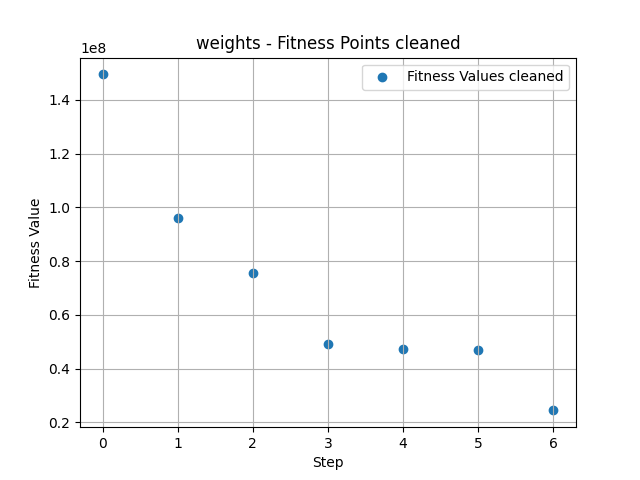 weights - Fitness Points cleaned
1e8
Fitness Values cleaned
1.4
1.2
1.0
0.8
0.6
0.4
0.2
Fitness Value
0 1 2 3 4 5 6
Step